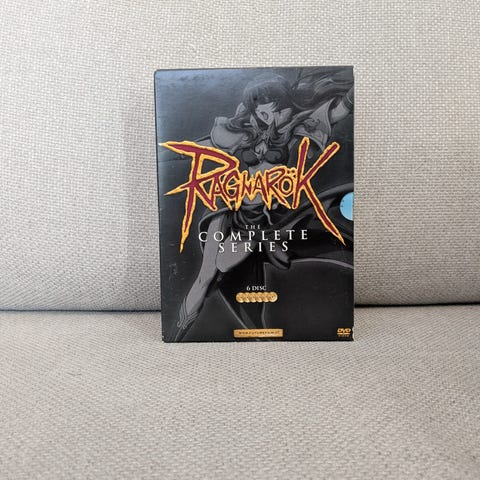 RAGNARÖK
THE
COMPLETE
SERIES
6 DISC
DVD